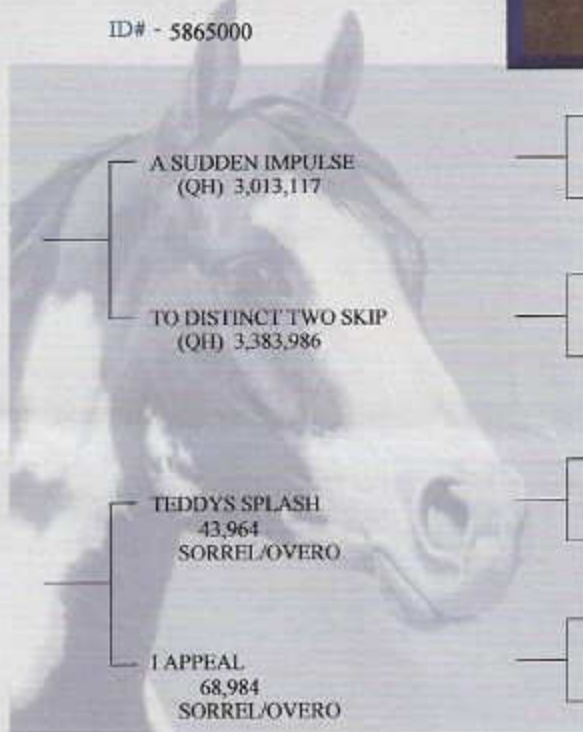 ID# - 5865000
A SUDDEN IMPULSE
(QH) 3,013,117
TO DISTINCT TWO SKIP
(QH) 3,383,986
TEDDYS SPLASH
43,964
SORREL/OVERO
I APPEAL
68,984
SORREL/OVERO